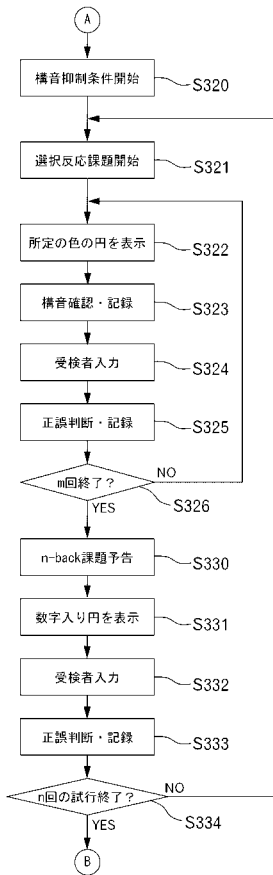 A
構音抑制条件開始
S320
選択反応課題開始
S321
所定の色の円を表示
S322
構音確認・記録
S323
受検者入力
S324
正誤判断・記録
S325
m回終了？
NO
S326
YES
n-back課題予告
S330
数字入り円を表示
S331
受検者入力
S332
正誤判断・記録
S333
n回の試行終了？
NO
S334
YES
B